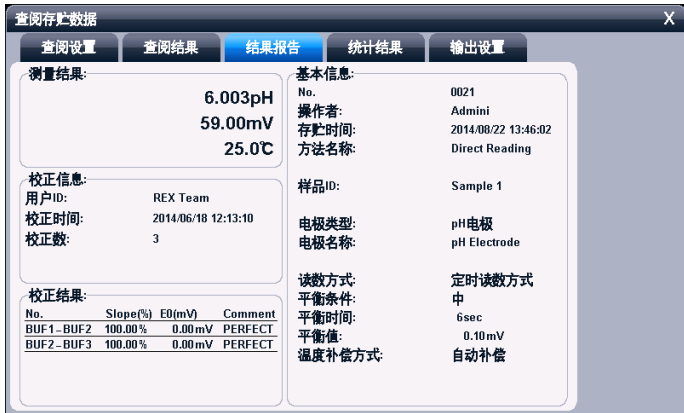 查阅存贮数据 X
查阅设置 查阅结果 结果报告 统计结果 输出设置
测量结果:
6.003pH
59.00mV
25.0℃
校正信息:
用户ID: REX Team
校正时间: 2014/06/18 12:13:10
校正数: 3
校正结果:
No. Slope(%) E0(mV) Comment
BUF1-BUF2 100.00% 0.00mV PERFECT
BUF2-BUF3 100.00% 0.00mV PERFECT
基本信息:
No. 0021
操作者: Admini
存贮时间: 2014/08/22 13:46:02
方法名称: Direct Reading
样品ID: Sample 1
电极类型: pH电极
电极名称: pH Electrode
读数方式: 定时读数方式
平衡条件: 中
平衡时间: 6sec
平衡值: 0.10mV
温度补偿方式: 自动补偿